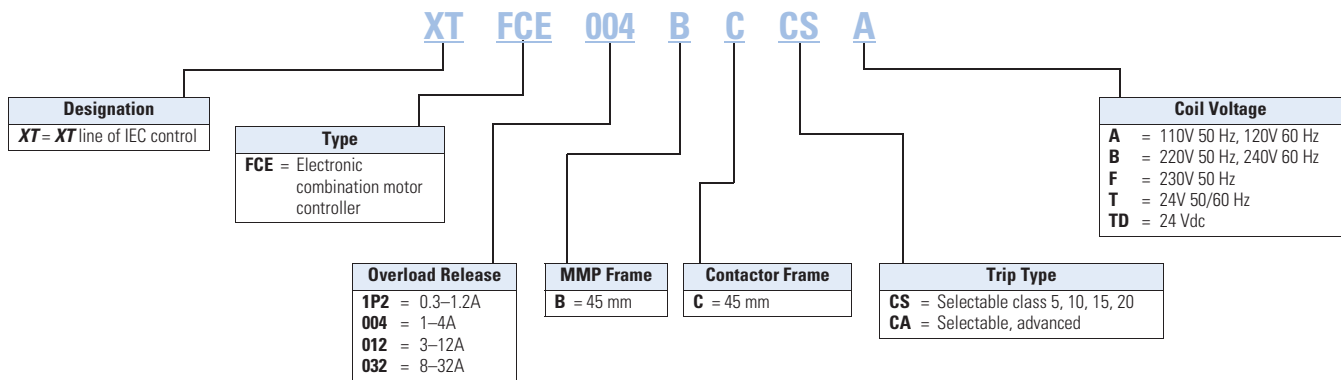 XT FCE 004 B C CS A
Designation
XT = XT line of IEC control
Type
FCE = Electronic
combination motor
controller
Overload Release
1P2 = 0.3–1.2A
004 = 1–4A
012 = 3–12A
032 = 8–32A
MMP Frame
B = 45 mm
Contactor Frame
C = 45 mm
Trip Type
CS = Selectable class 5, 10, 15, 20
CA = Selectable, advanced
Coil Voltage
A = 110V 50 Hz, 120V 60 Hz
B = 220V 50 Hz, 240V 60 Hz
F = 230V 50 Hz
T = 24V 50/60 Hz
TD = 24 Vdc